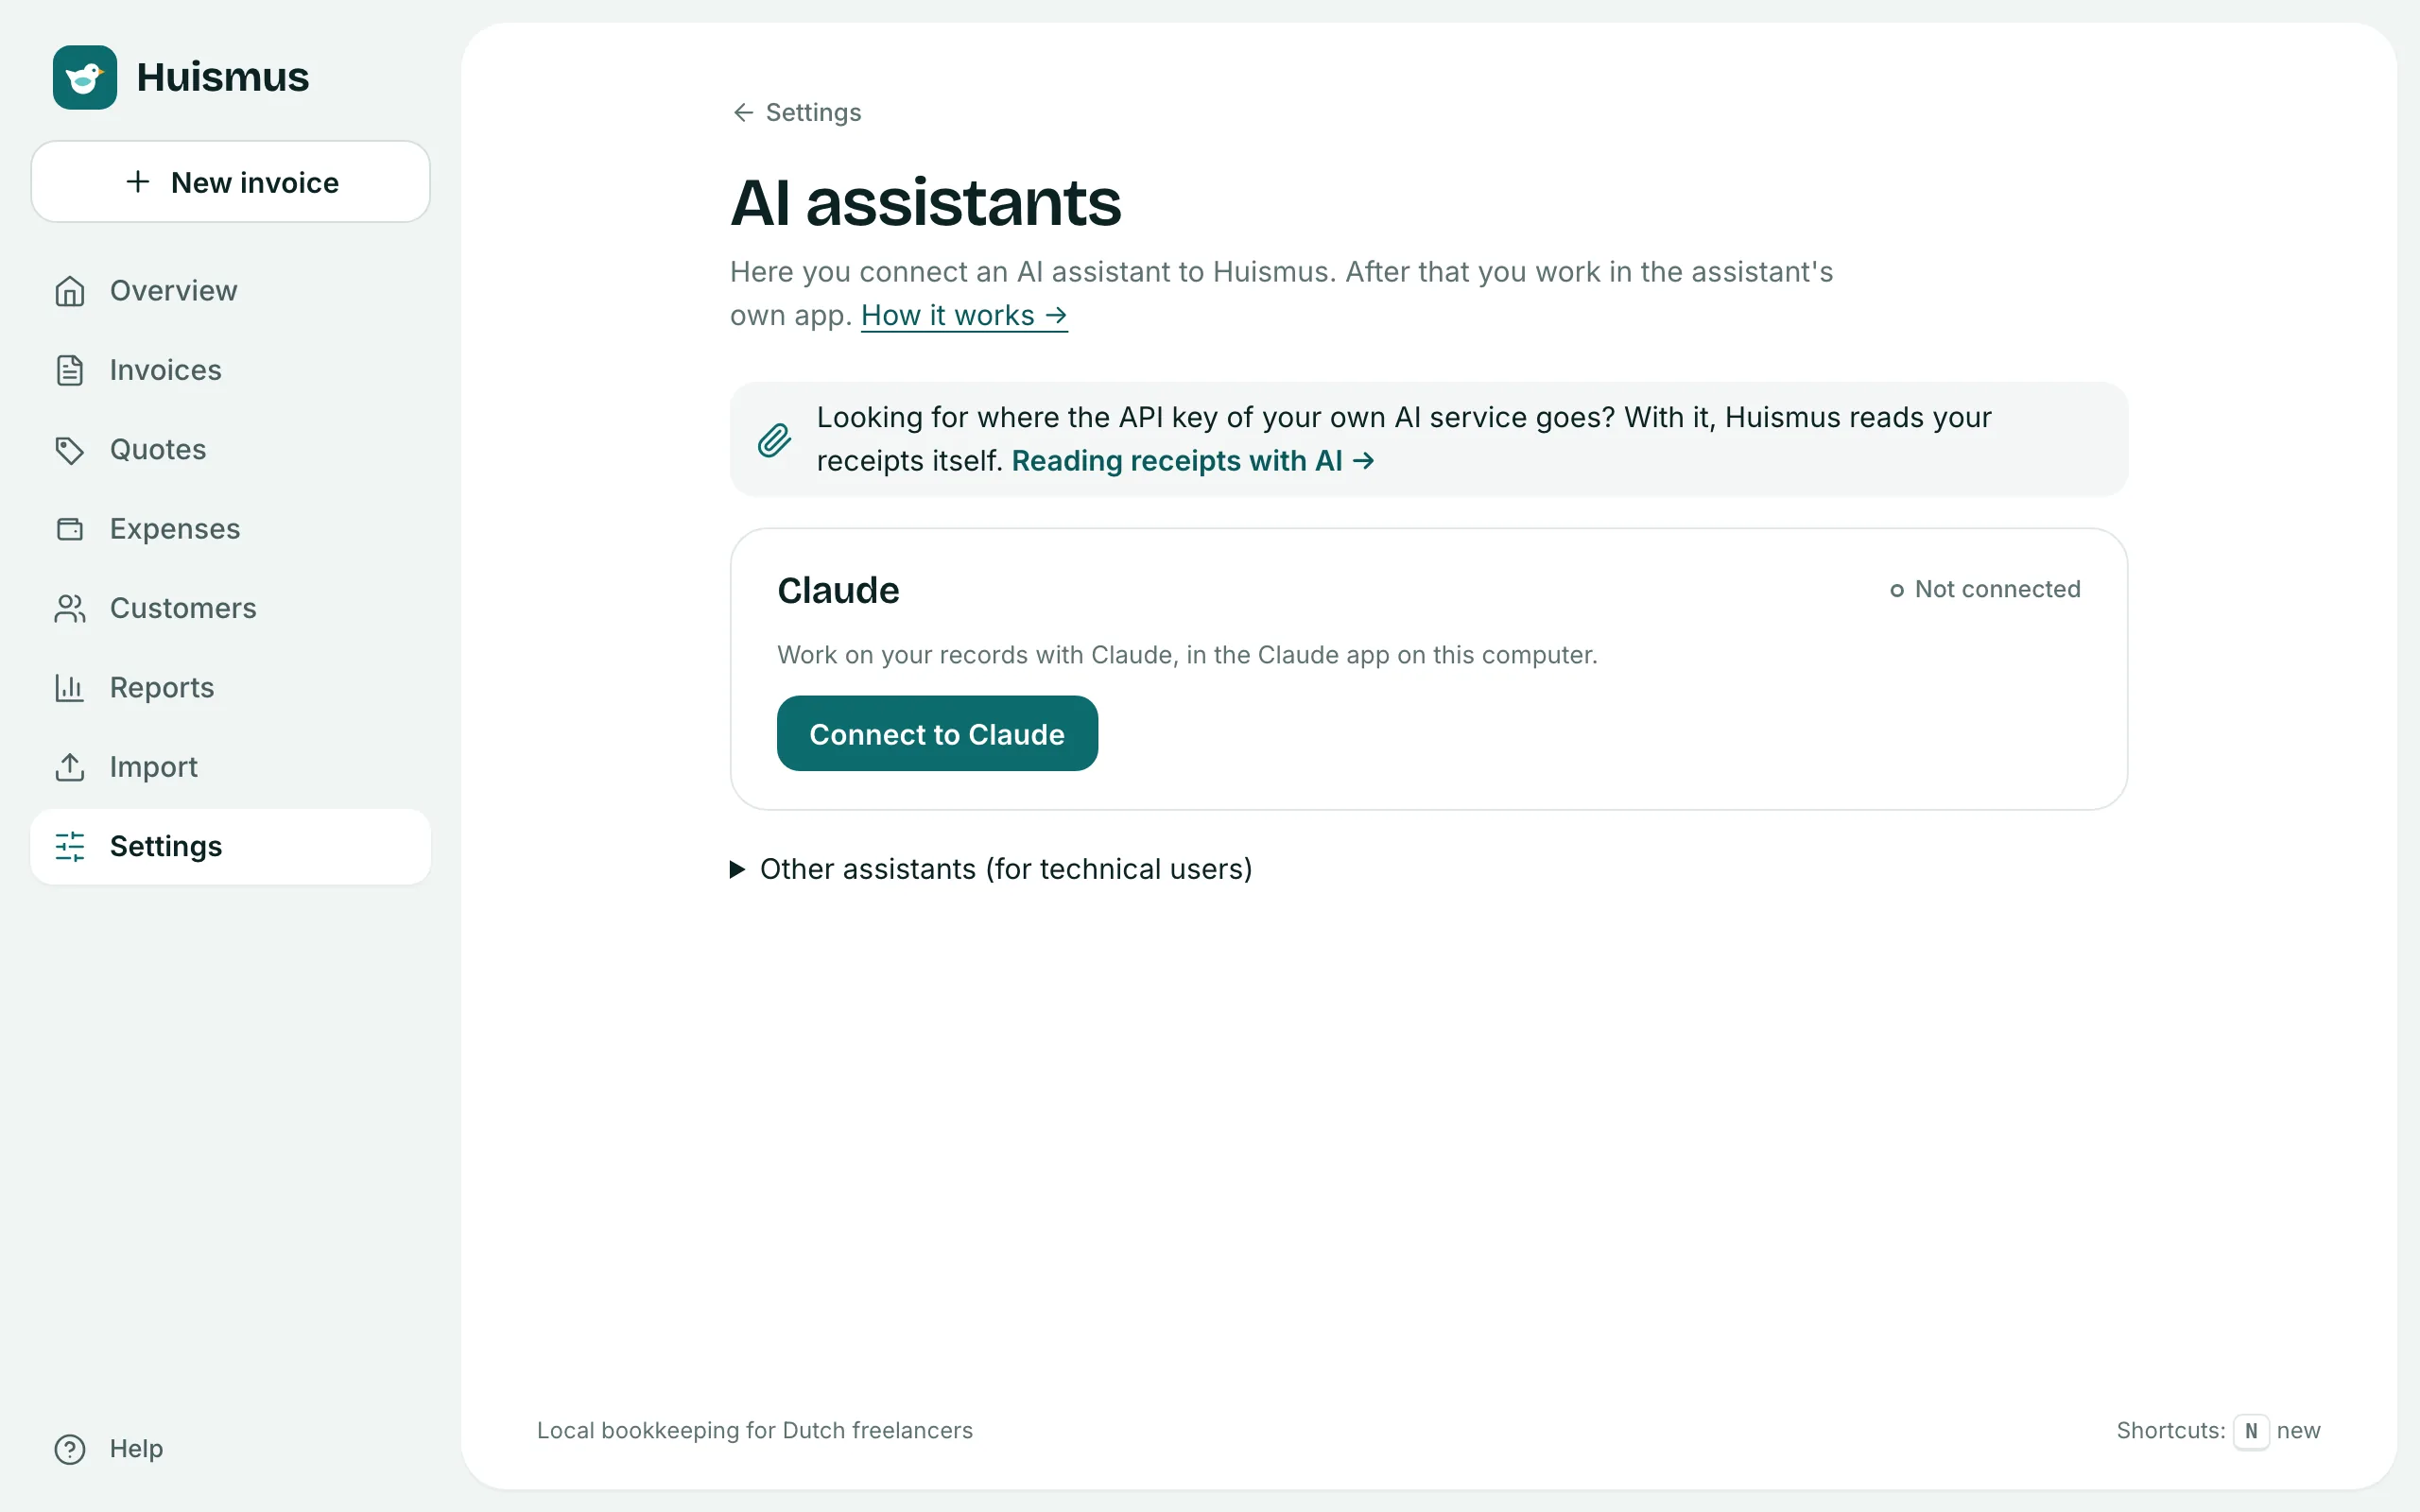 Huismus
New invoice
Overview
Invoices
Quotes
Expenses
Customers
Reports
Import
Settings
Help
← Settings
AI assistants
Here you connect an AI assistant to Huismus. After that you work in the assistant's
own app. How it works →
Looking for where the API key of your own AI service goes? With it, Huismus reads your
receipts itself. Reading receipts with AI →
Claude
Not connected
Work on your records with Claude, in the Claude app on this computer.
Connect to Claude
Other assistants (for technical users)
Local bookkeeping for Dutch freelancers
Shortcuts: N new